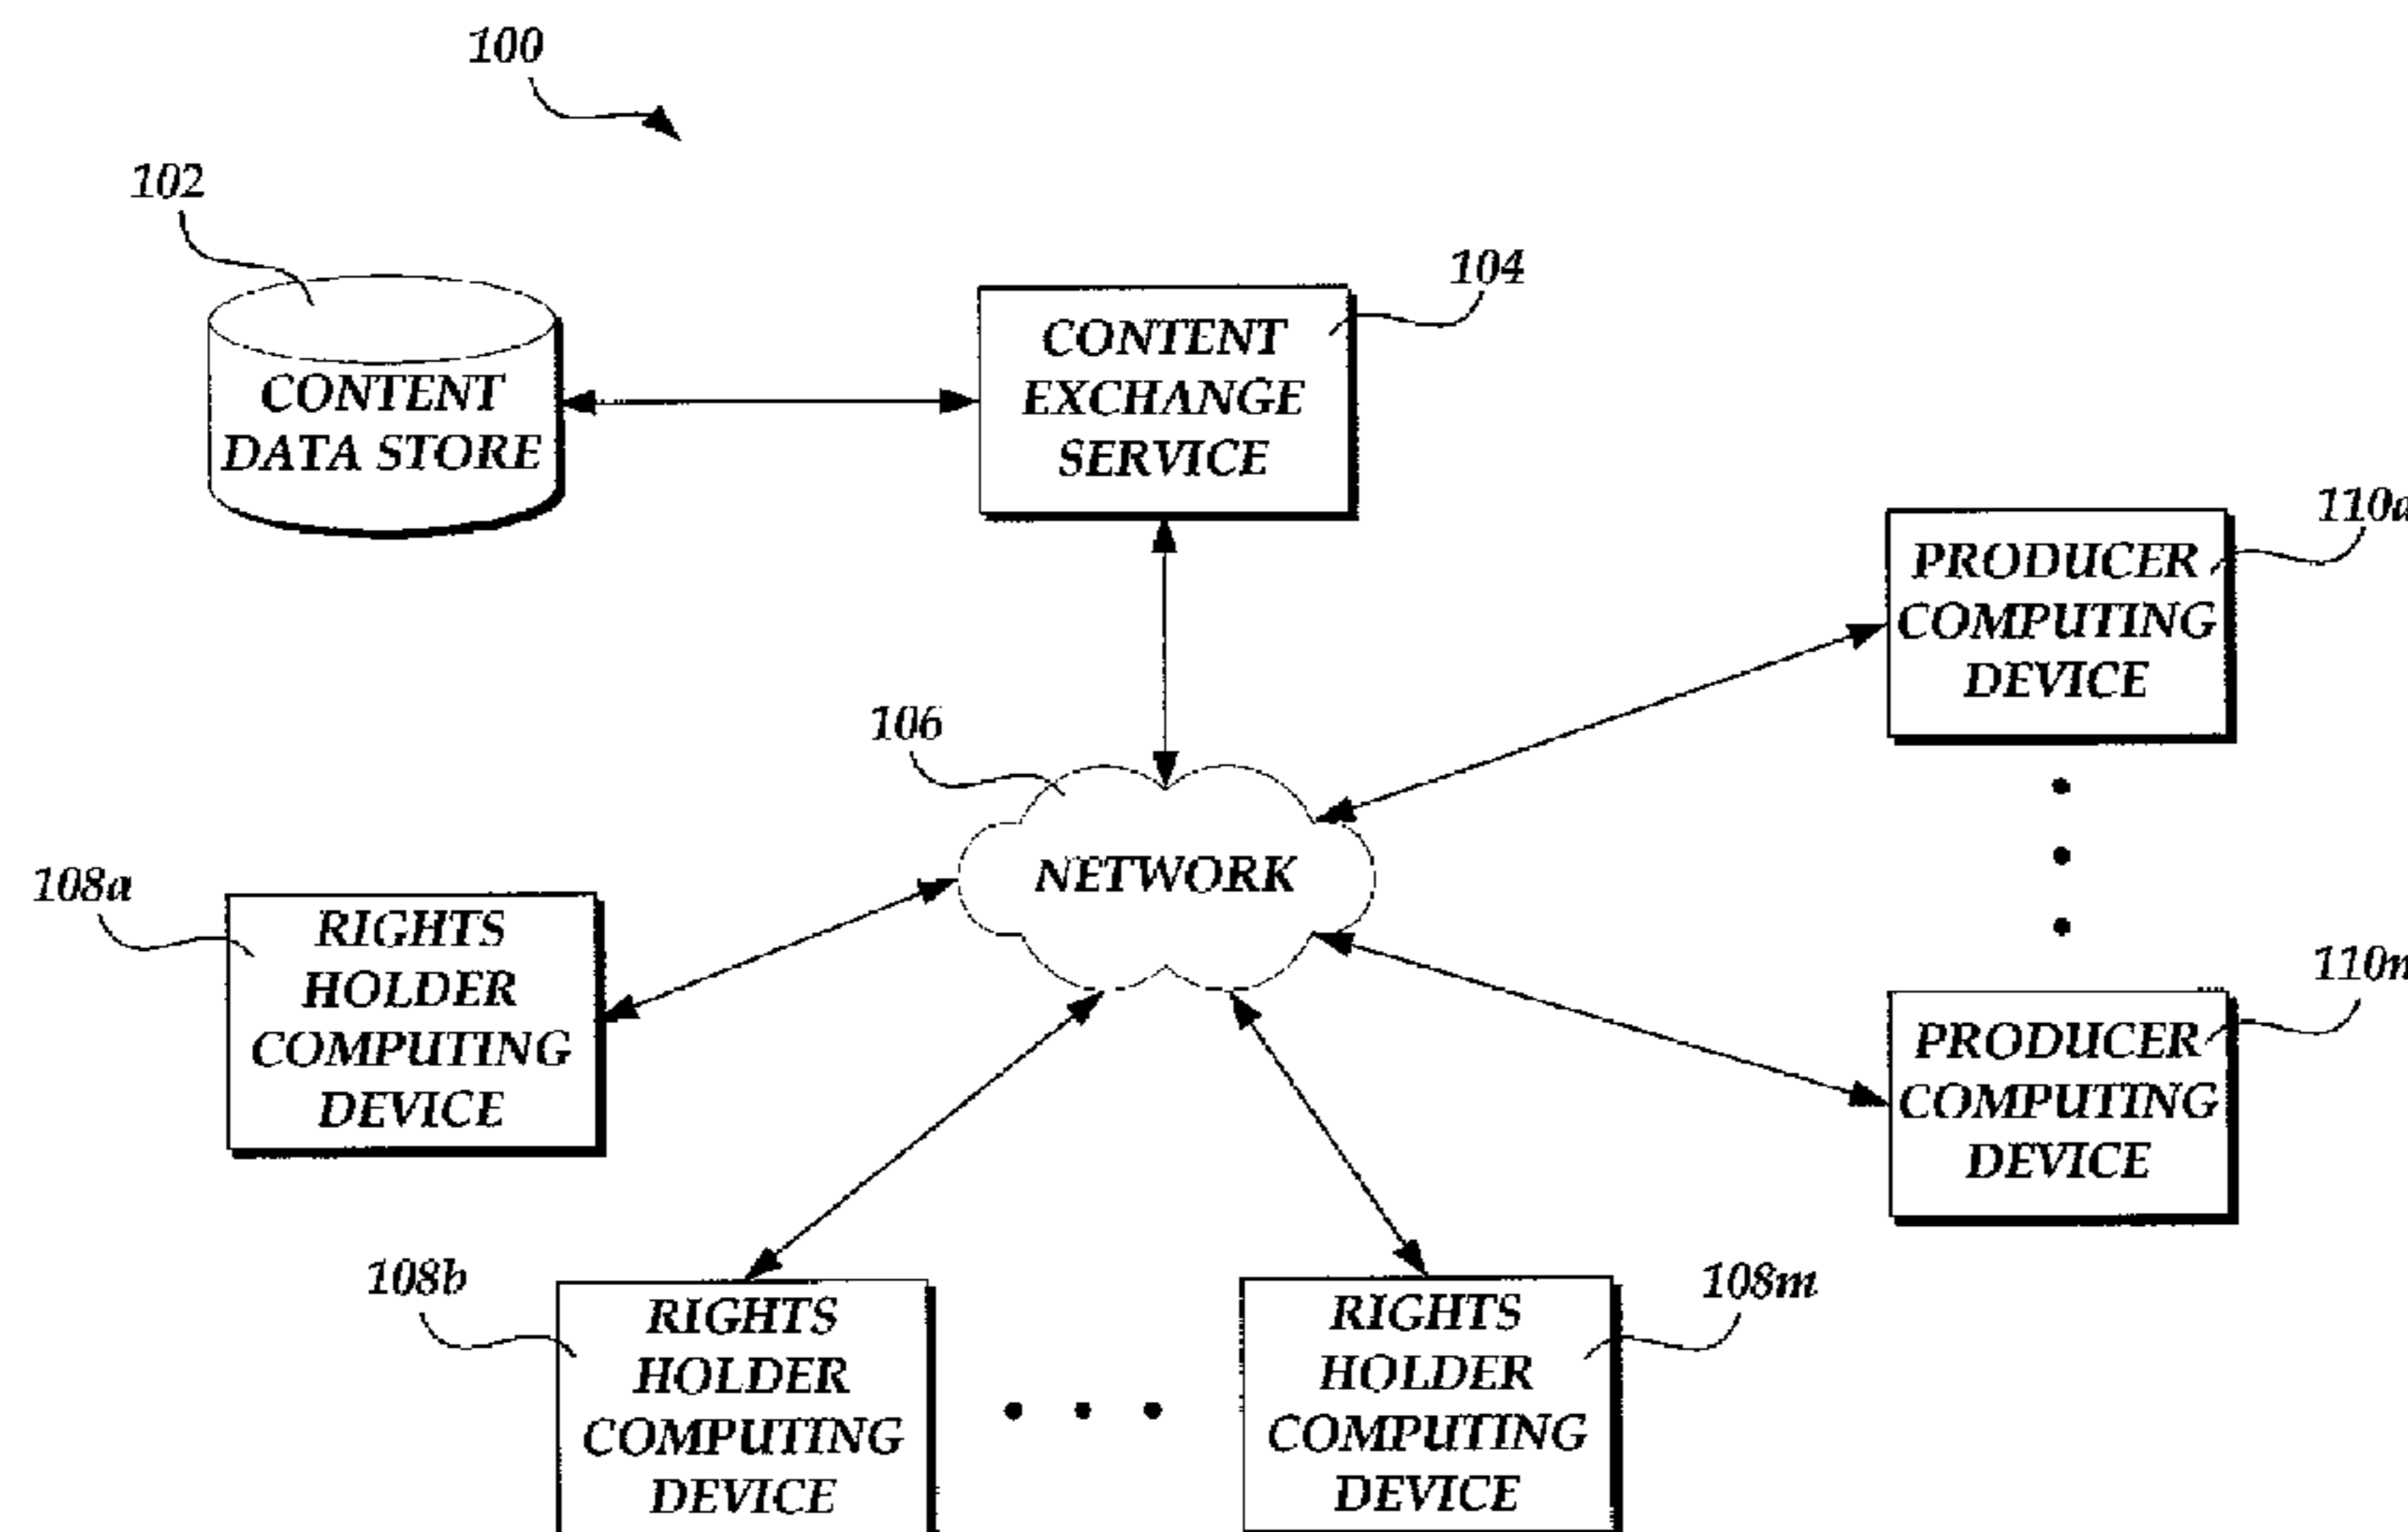 100
102
104
CONTENT
DATA STORE
CONTENT
EXCHANGE
SERVICE
110a
PRODUCER
COMPUTING
DEVICE
106
NETWORK
108a
RIGHTS
HOLDER
COMPUTING
DEVICE
PRODUCER
COMPUTING
DEVICE
108b
RIGHTS
HOLDER
COMPUTING
DEVICE
108m
RIGHTS
HOLDER
COMPUTING
DEVICE